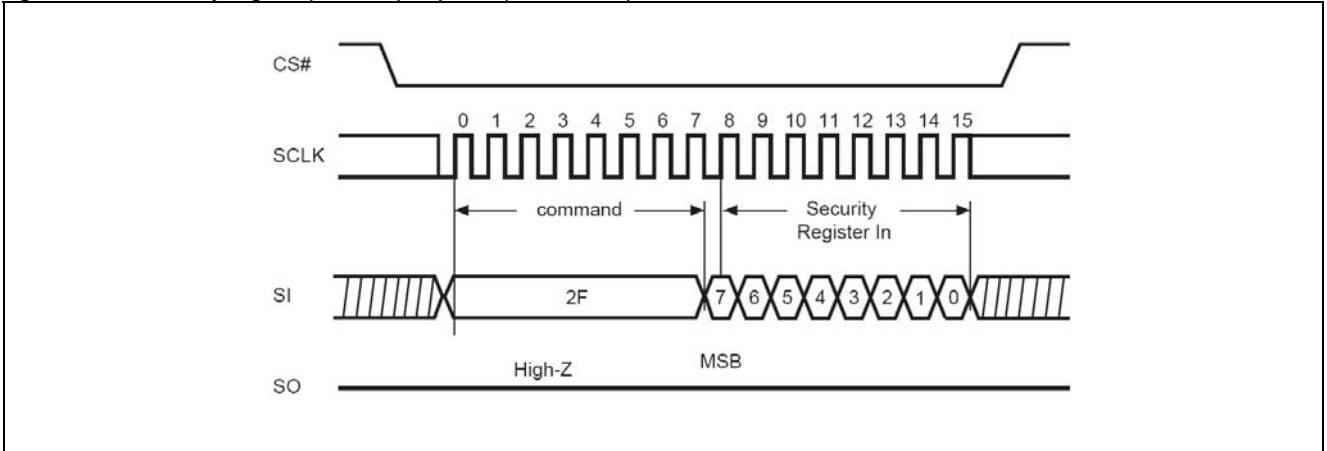 CS#
0 1 2 3 4 5 6 7 8 9 10 11 12 13 14 15
SCLK
command
Security
Register In
SI
2F
7 6 5 4 3 2 1 0
High-Z
MSB
SO